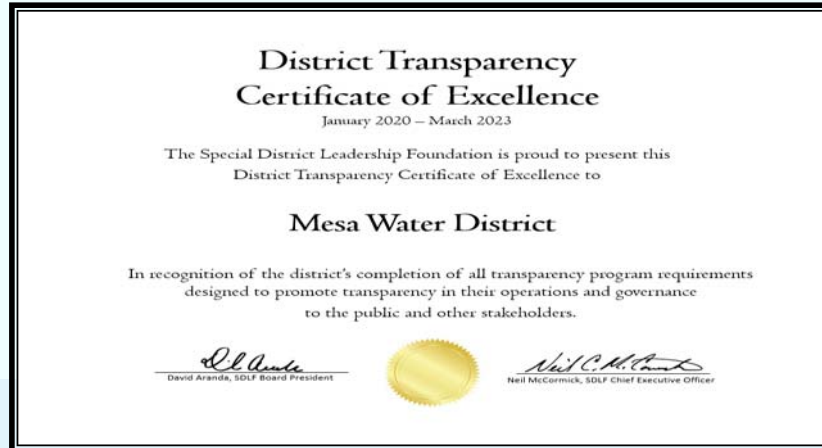 District Transparency
Certificate of Excellence
January 2020 – March 2023
The Special District Leadership Foundation is proud to present this
District Transparency Certificate of Excellence to
Mesa Water District
In recognition of the district's completion of all transparency program requirements
designed to promote transparency in their operations and governance
to the public and other stakeholders.
David Aranda, SDLF Board President
Neil McCormick, SDLF Chief Executive Officer